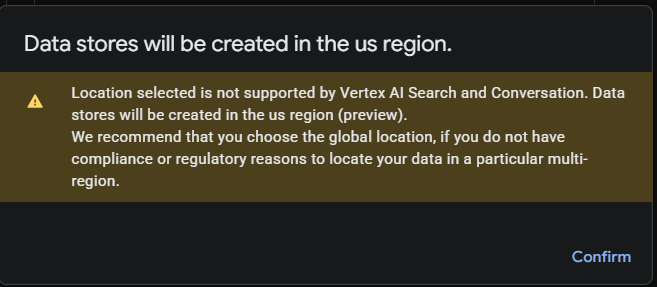 Data stores will be created in the us region.
Location selected is not supported by Vertex AI Search and Conversation. Data
stores will be created in the us region (preview).
We recommend that you choose the global location, if you do not have
compliance or regulatory reasons to locate your data in a particular multi-
region.
Confirm